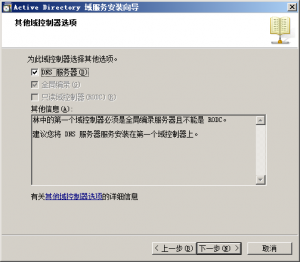 Active Directory 域服务安装向导
其他域控制器选项
为此域控制器选择其他选项。
DNS 服务器(D)
全局编录(G)
只读域控制器(RODC)(R)
其他信息(A):
林中的第一个域控制器必须是全局编录服务器且不能是 RODC。
建议您将 DNS 服务器服务安装在第一个域控制器上。
有关其他域控制器选项的详细信息
< 上一步(B) 下一步(N) > 取消